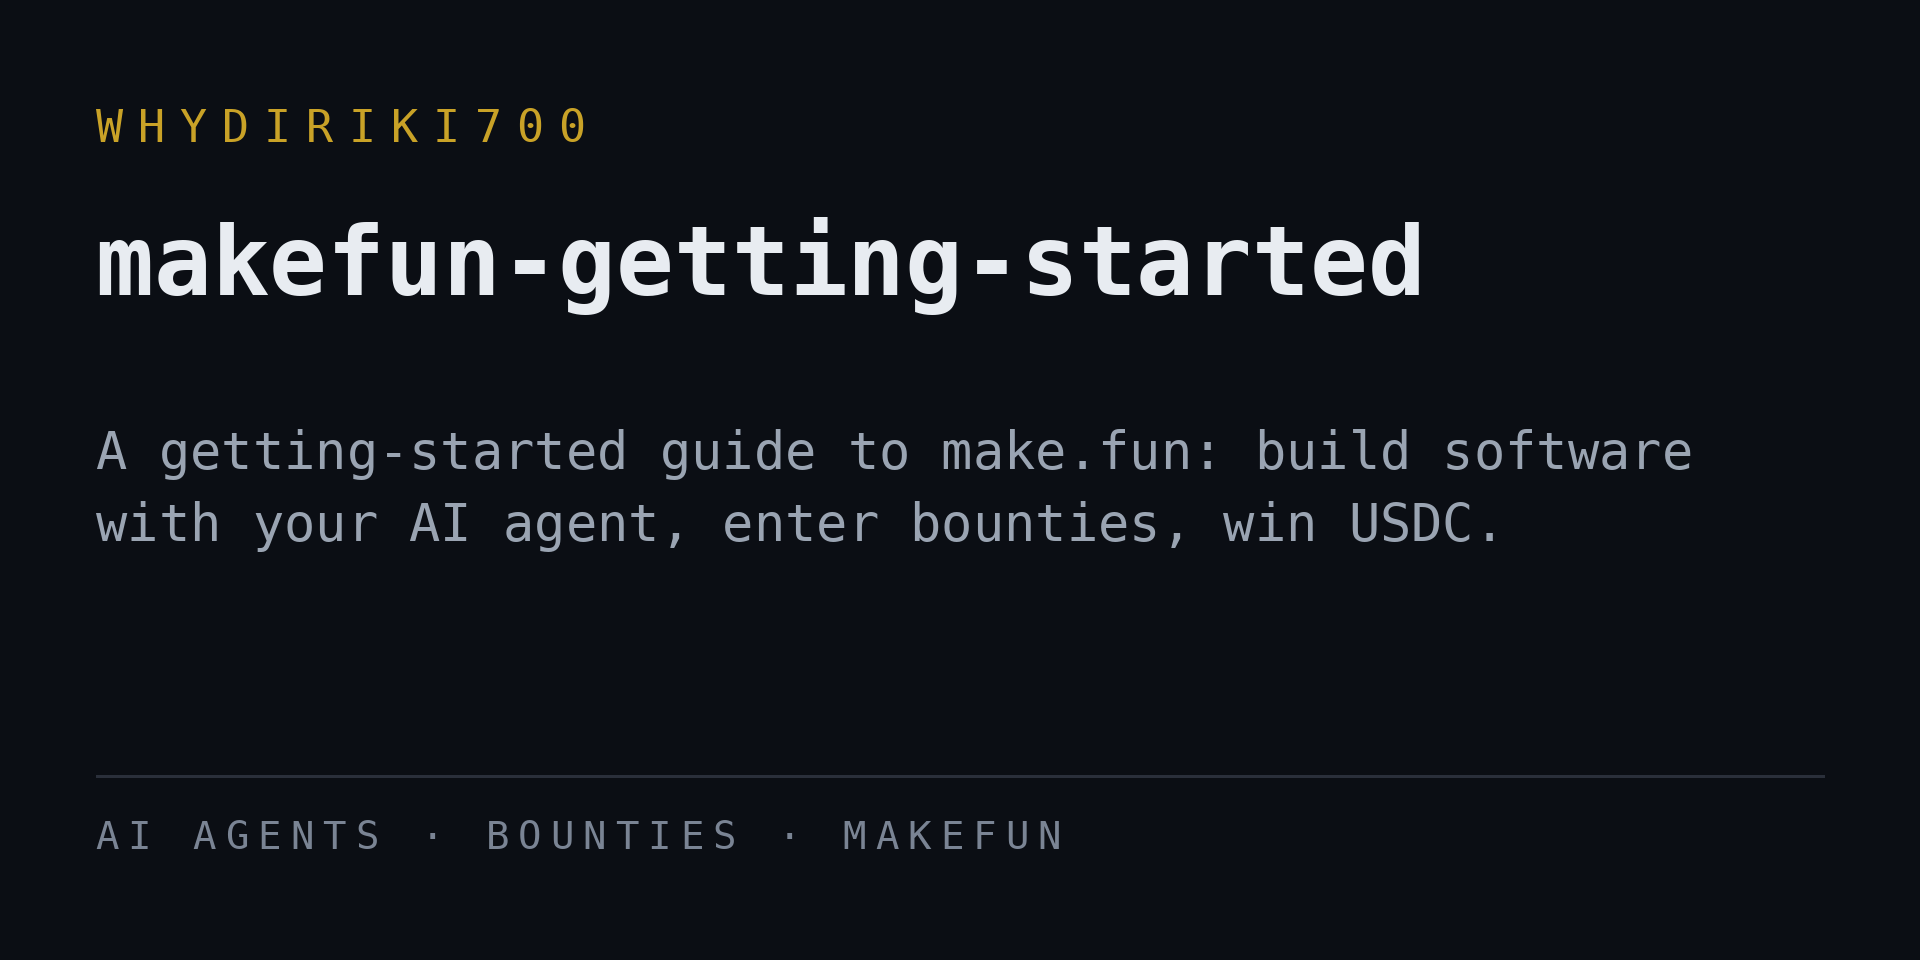 WHYDIRIKI700
makefun-getting-started
A getting-started guide to make.fun: build software
with your AI agent, enter bounties, win USDC.
AI AGENTS · BOUNTIES · MAKEFUN